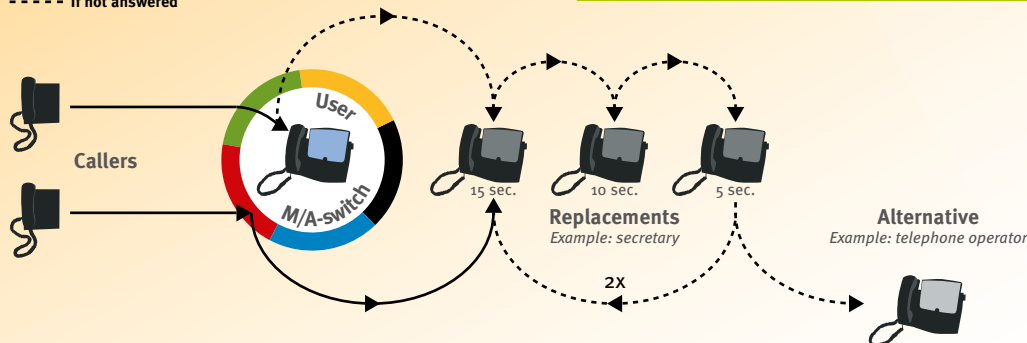 If not answered
User
M/A-switch
Callers
15 sec.
10 sec.
5 sec.
Replacements
Example: secretary
Alternative
Example: telephone operator
2X